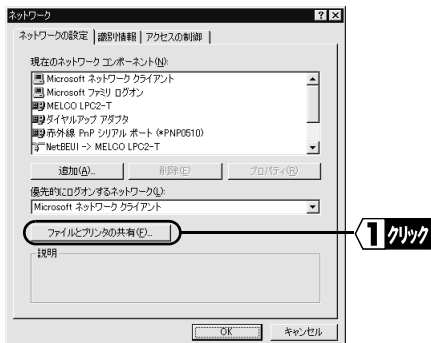 ネットワーク
ネットワークの設定 識別情報 アクセスの制御
現在のネットワーク コンポーネント(N):
Microsoft ネットワーク クライアント
Microsoft ファミリ ログオン
MELCO LPC2-T
ダイヤルアップ アダプタ
赤外線 PnP シリアル ポート (*PNP0510)
NetBEUI -> MELCO LPC2-T
追加(A)... 削除(E) プロパティ(R)
優先的にログオンするネットワーク(L):
Microsoft ネットワーク クライアント
ファイルとプリンタの共有(F)...
1 クリック
説明
OK キャンセル